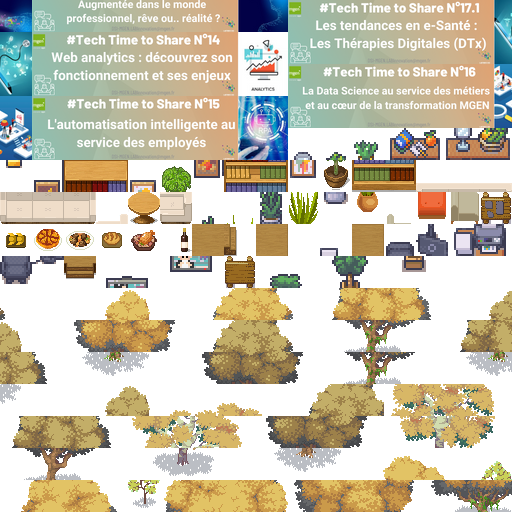 Augmentée dans le monde
professionnel, rêve ou.. réalité ?
#Tech Time to Share N°14
Web analytics : découvrez son
fonctionnement et ses enjeux
#Tech Time to Share N°15
L'automatisation intelligente au
service des employés
ANALYTICS
#Tech Time to Share N°17.1
Les tendances en e-Santé :
Les Thérapies Digitales (DTx)
#Tech Time to Share N°16
La Data Science au service des métiers
et au cœur de la transformation MGEN